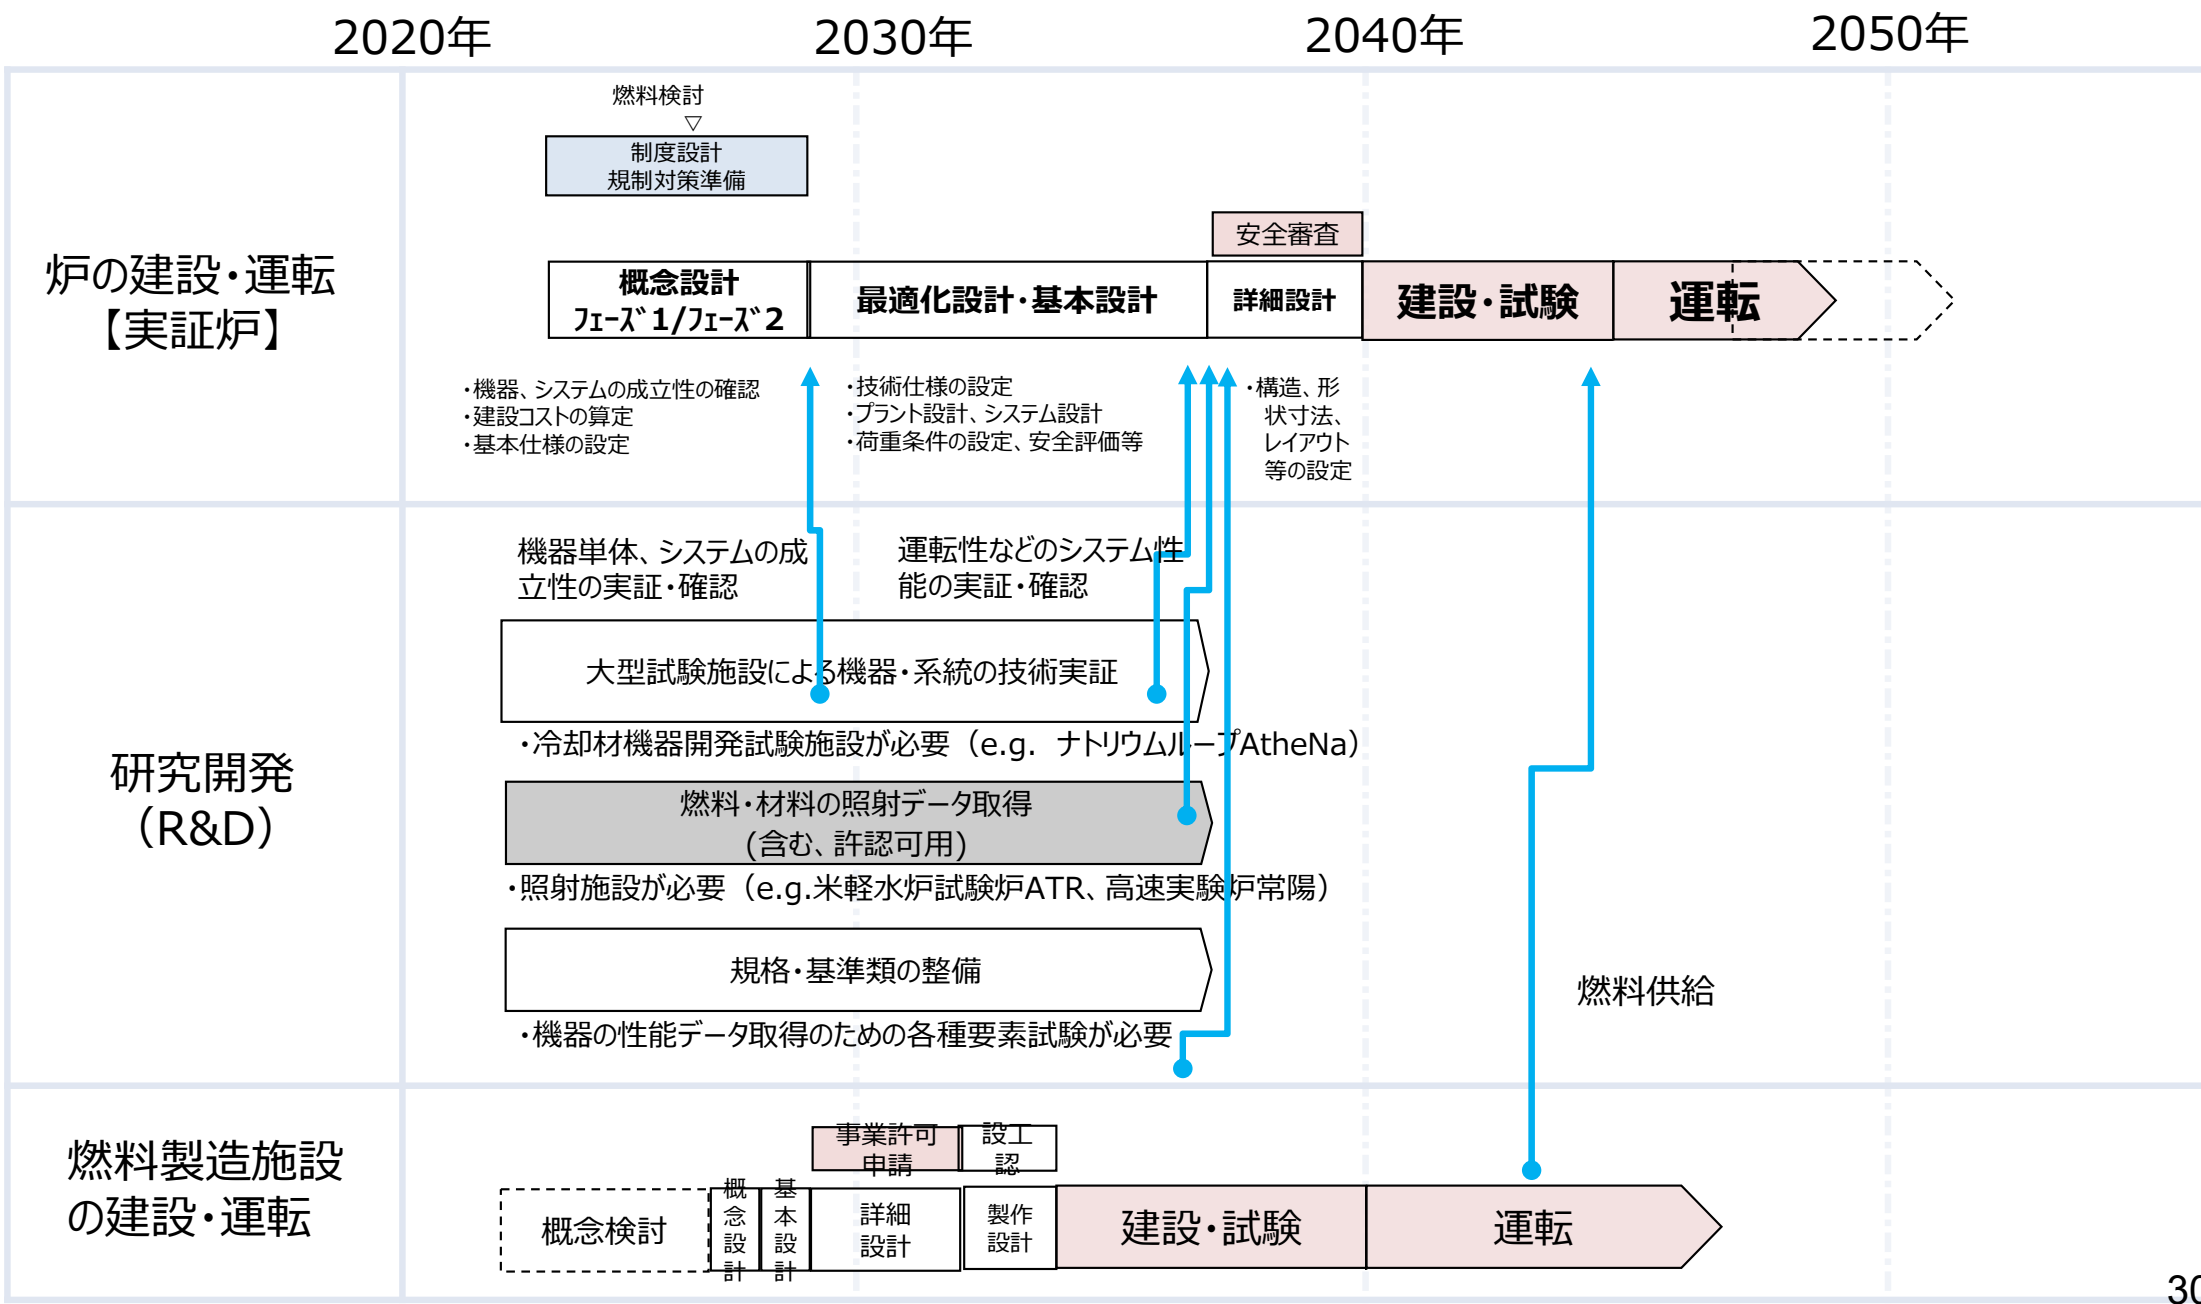 2020年
2030年
2040年
2050年
炉の建設・運転
【実証炉】
燃料検討
▽
制度設計
規制対策準備
安全審査
概念設計
ﾌｪｰｽﾞ1/ﾌｪｰｽﾞ2
最適化設計・基本設計
詳細設計
建設・試験
運転
・機器、システムの成立性の確認
・建設コストの算定
・基本仕様の設定
・技術仕様の設定
・プラント設計、システム設計
・荷重条件の設定、安全評価等
・構造、形
状寸法、
レイアウト
等の設定
研究開発
（R&D）
機器単体、システムの成
立性の実証・確認
運転性などのシステム性
能の実証・確認
大型試験施設による機器・系統の技術実証
・冷却材機器開発試験施設が必要（e.g. ナトリウムループAtheNa）
燃料・材料の照射データ取得
(含む、許認可用)
・照射施設が必要（e.g.米軽水炉試験炉ATR、高速実験炉常陽）
規格・基準類の整備
・機器の性能データ取得のための各種要素試験が必要
燃料供給
燃料製造施設
の建設・運転
事業許可
申請
設工
認
概念検討
概
念
設
計
基
本
設
計
詳細
設計
製作
設計
建設・試験
運転
30